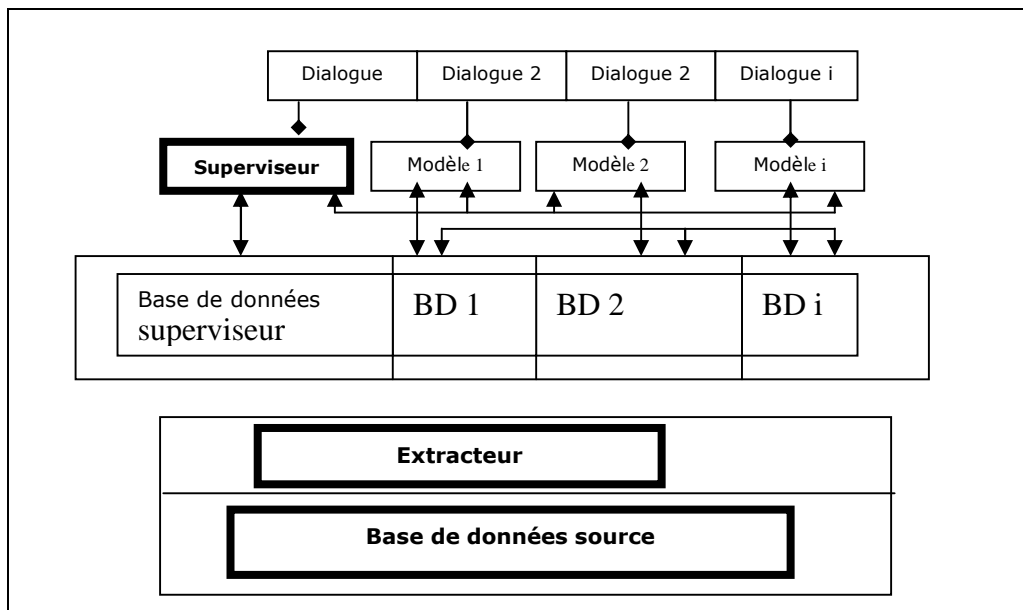 Dialogue
Dialogue 2
Dialogue 2
Dialogue i
Superviseur
Modèle 1
Modèle 2
Modèle i
Base de données
superviseur
BD 1
BD 2
BD i
Extracteur
Base de données source